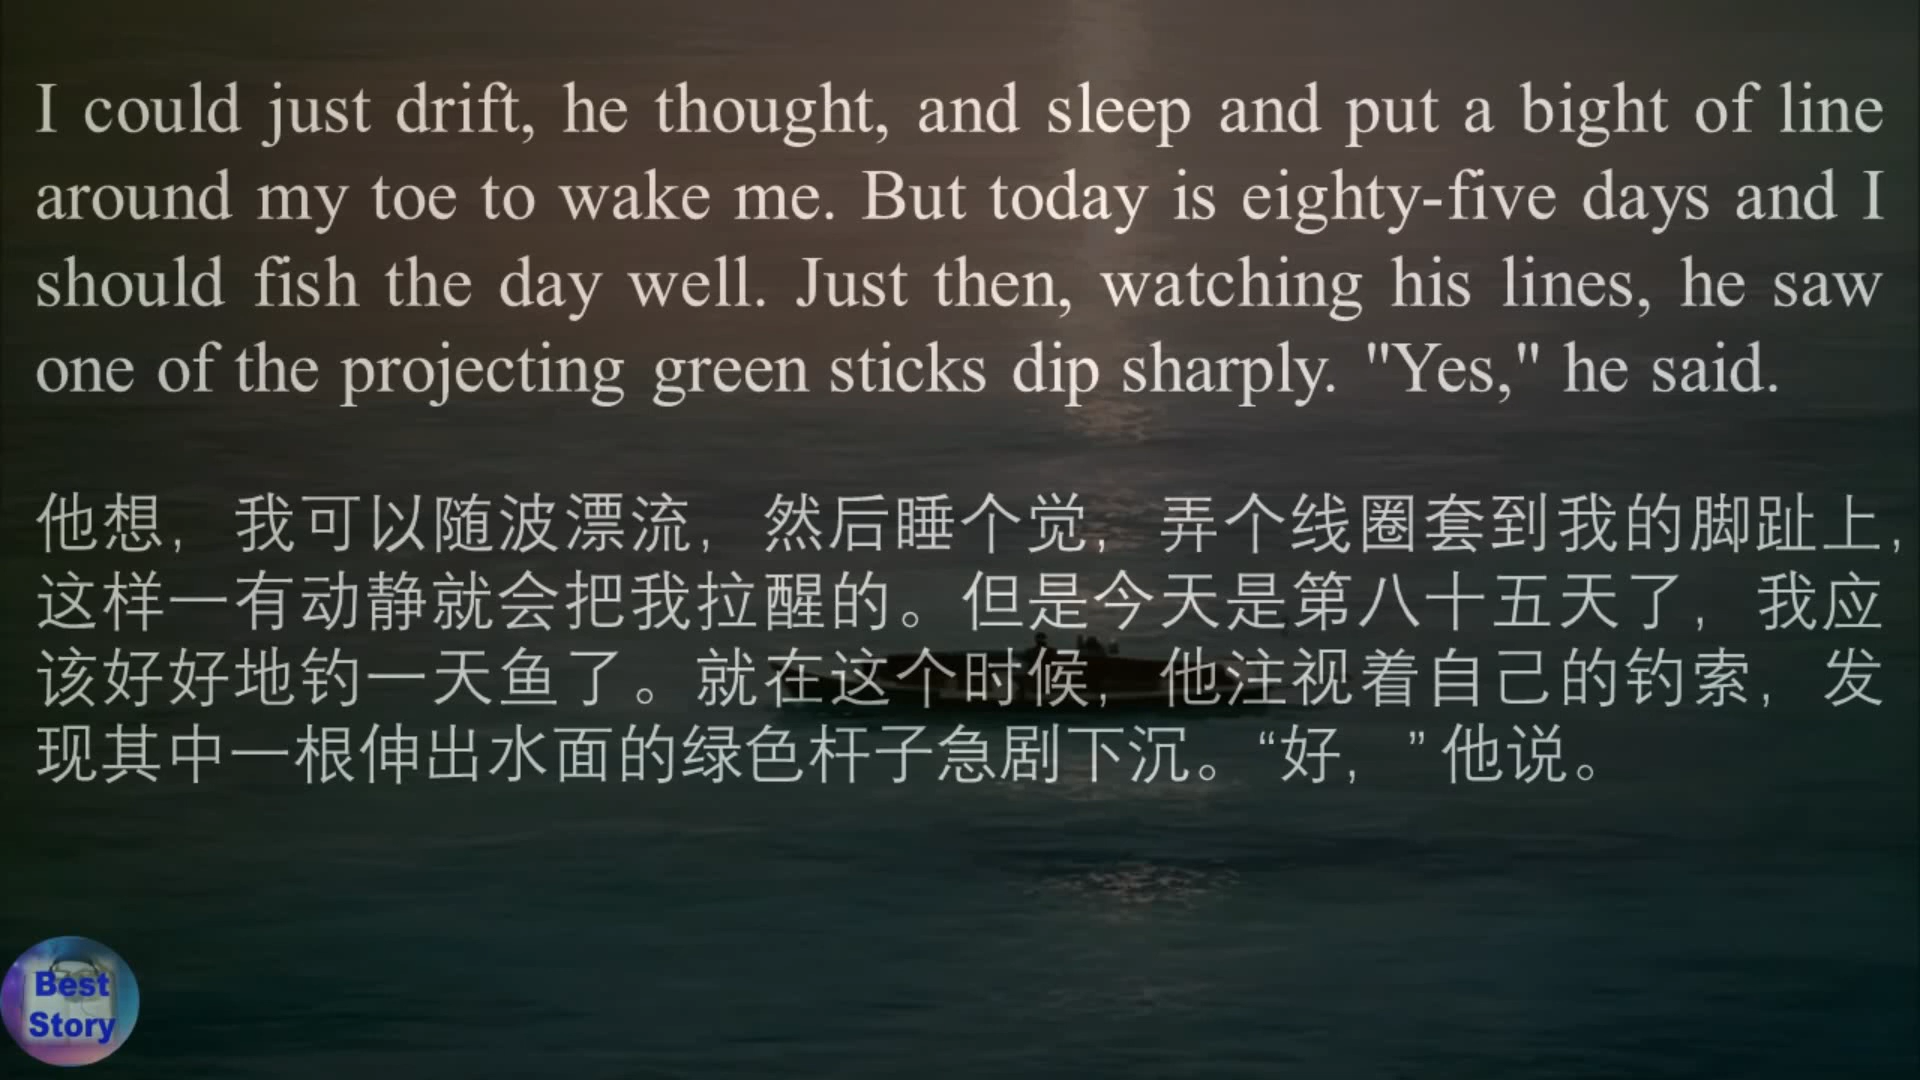 I could just drift, he thought, and sleep and put a bight of line
around my toe to wake me. But today is eighty-five days and I
should fish the day well. Just then, watching his lines, he saw
one of the projecting green sticks dip sharply. "Yes," he said.
他想，我可以随波漂流，然后睡个觉，弄个线圈套到我的脚趾上，
这样一有动静就会把我拉醒的。但是今天是第八十五天了，我应
该好好地钓一天鱼了。就在这个时候，他注视着自己的钓索，发
现其中一根伸出水面的绿色杆子急剧下沉。“好，”他说。
Best
Story